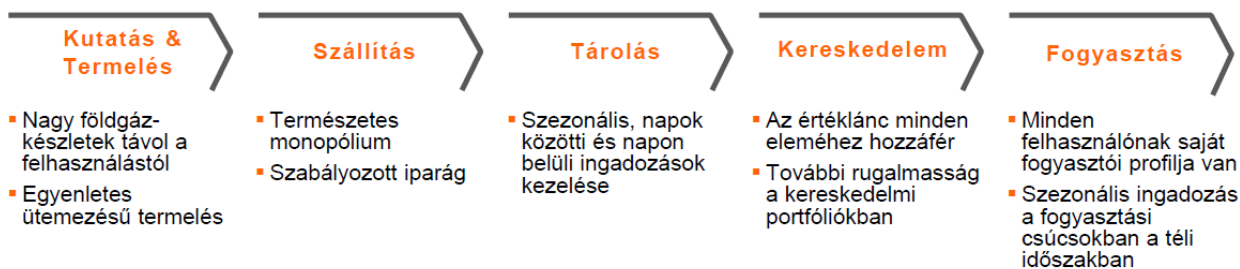 Kutatás &
Termelés
Szállítás
Tárolás
Kereskedelem
Fogyasztás
▪ Nagy földgáz-
készletek távol a
felhasználástól
▪ Egyenletes
ütemezésű termelés
▪ Természetes
monopólium
▪ Szabályozott iparág
▪ Szezonális, napok
közötti és napon
belüli ingadozások
kezelése
▪ Az értéklánc minden
eleméhez hozzáfér
▪ További rugalmasság
a kereskedelmi
portfóliókban
▪ Minden
felhasználónak saját
fogyasztói profilja van
▪ Szezonális ingadozás
a fogyasztási
csúcsokban a téli
időszakban